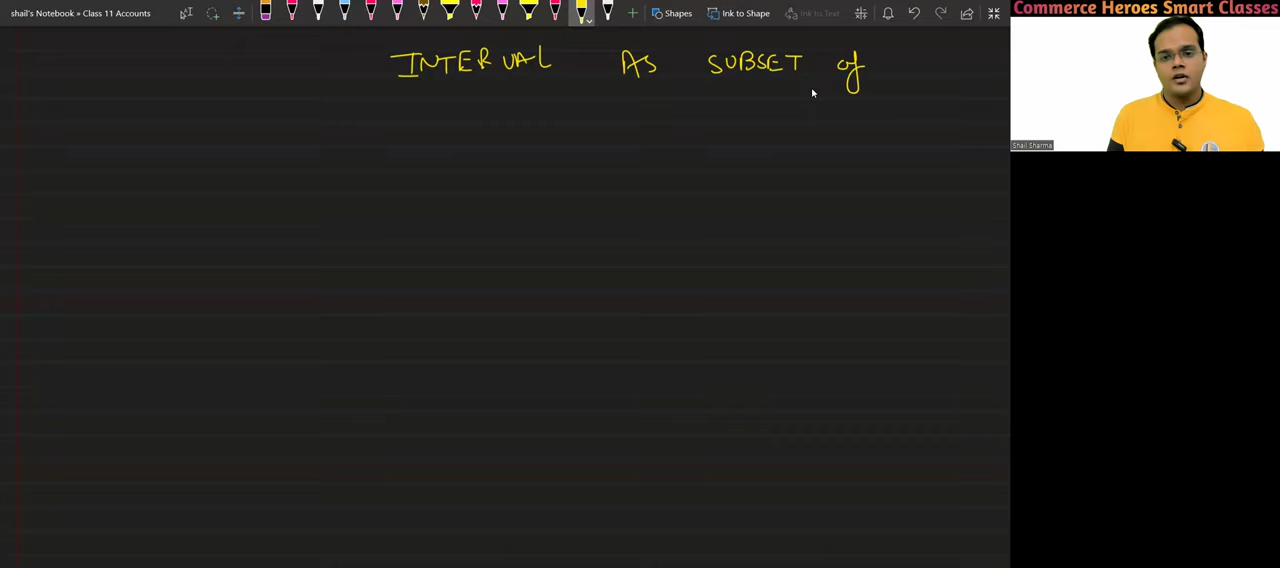 shail's Notebook » Class 11 Accounts
Shapes
Ink to Shape
Ink to Text
Commerce Heroes Smart Classes
INTERVAL AS SUBSET of
Shail Sharma